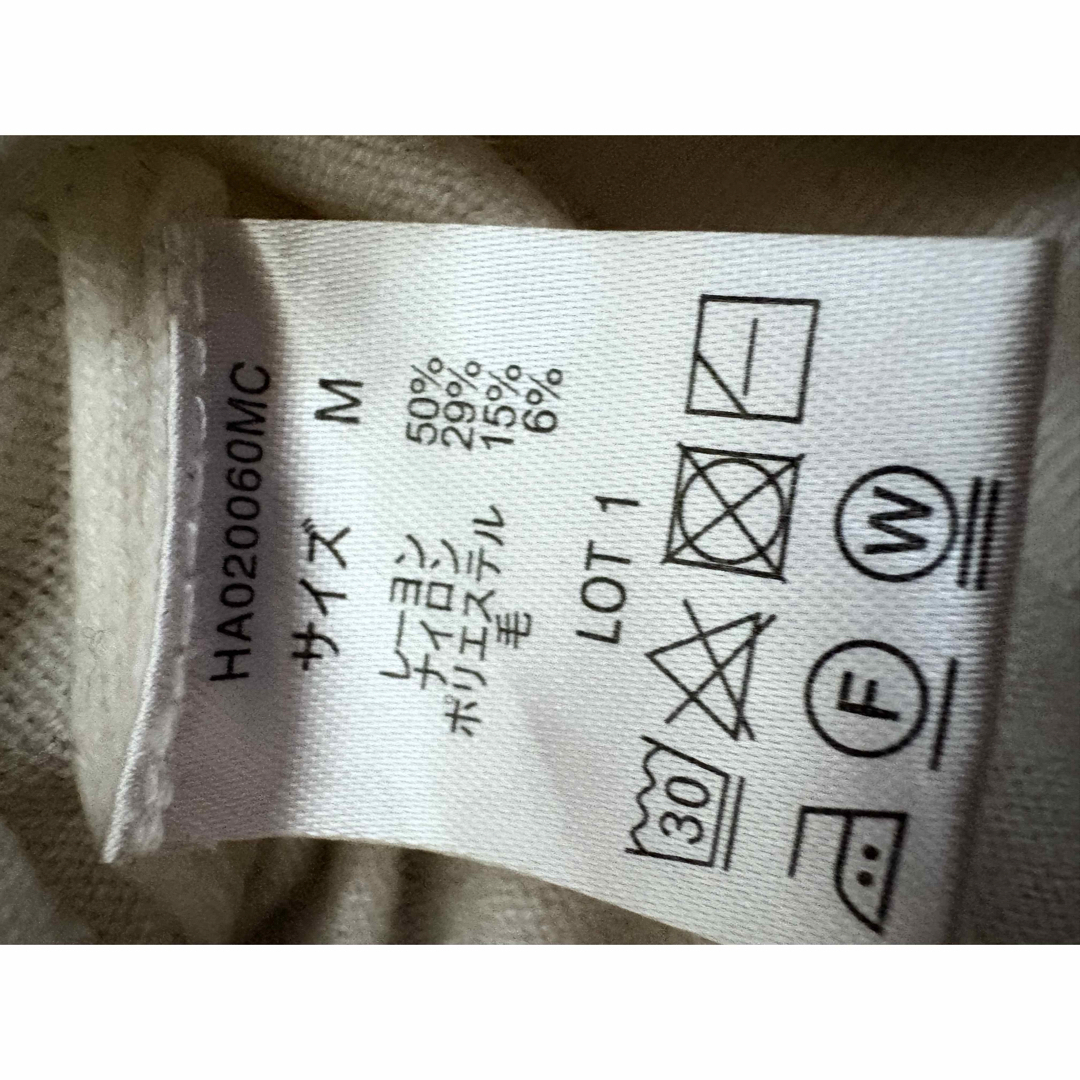 HA020060MC
サイズ M
レーヨン 50%
ナイロン 29%
ポリエステル 15%
毛 6%
LOT 1
30
F W